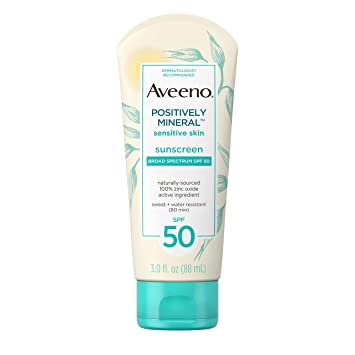 DERMATOLOGIST
RECOMMENDED
Aveeno.
POSITIVELY
MINERAL™
sensitive skin
sunscreen
BROAD SPECTRUM SPF 50
naturally-sourced
100% zinc oxide
active ingredient
sweat + water resistant
(80 min)
SPF
50
3.0 fl. oz (88 mL)